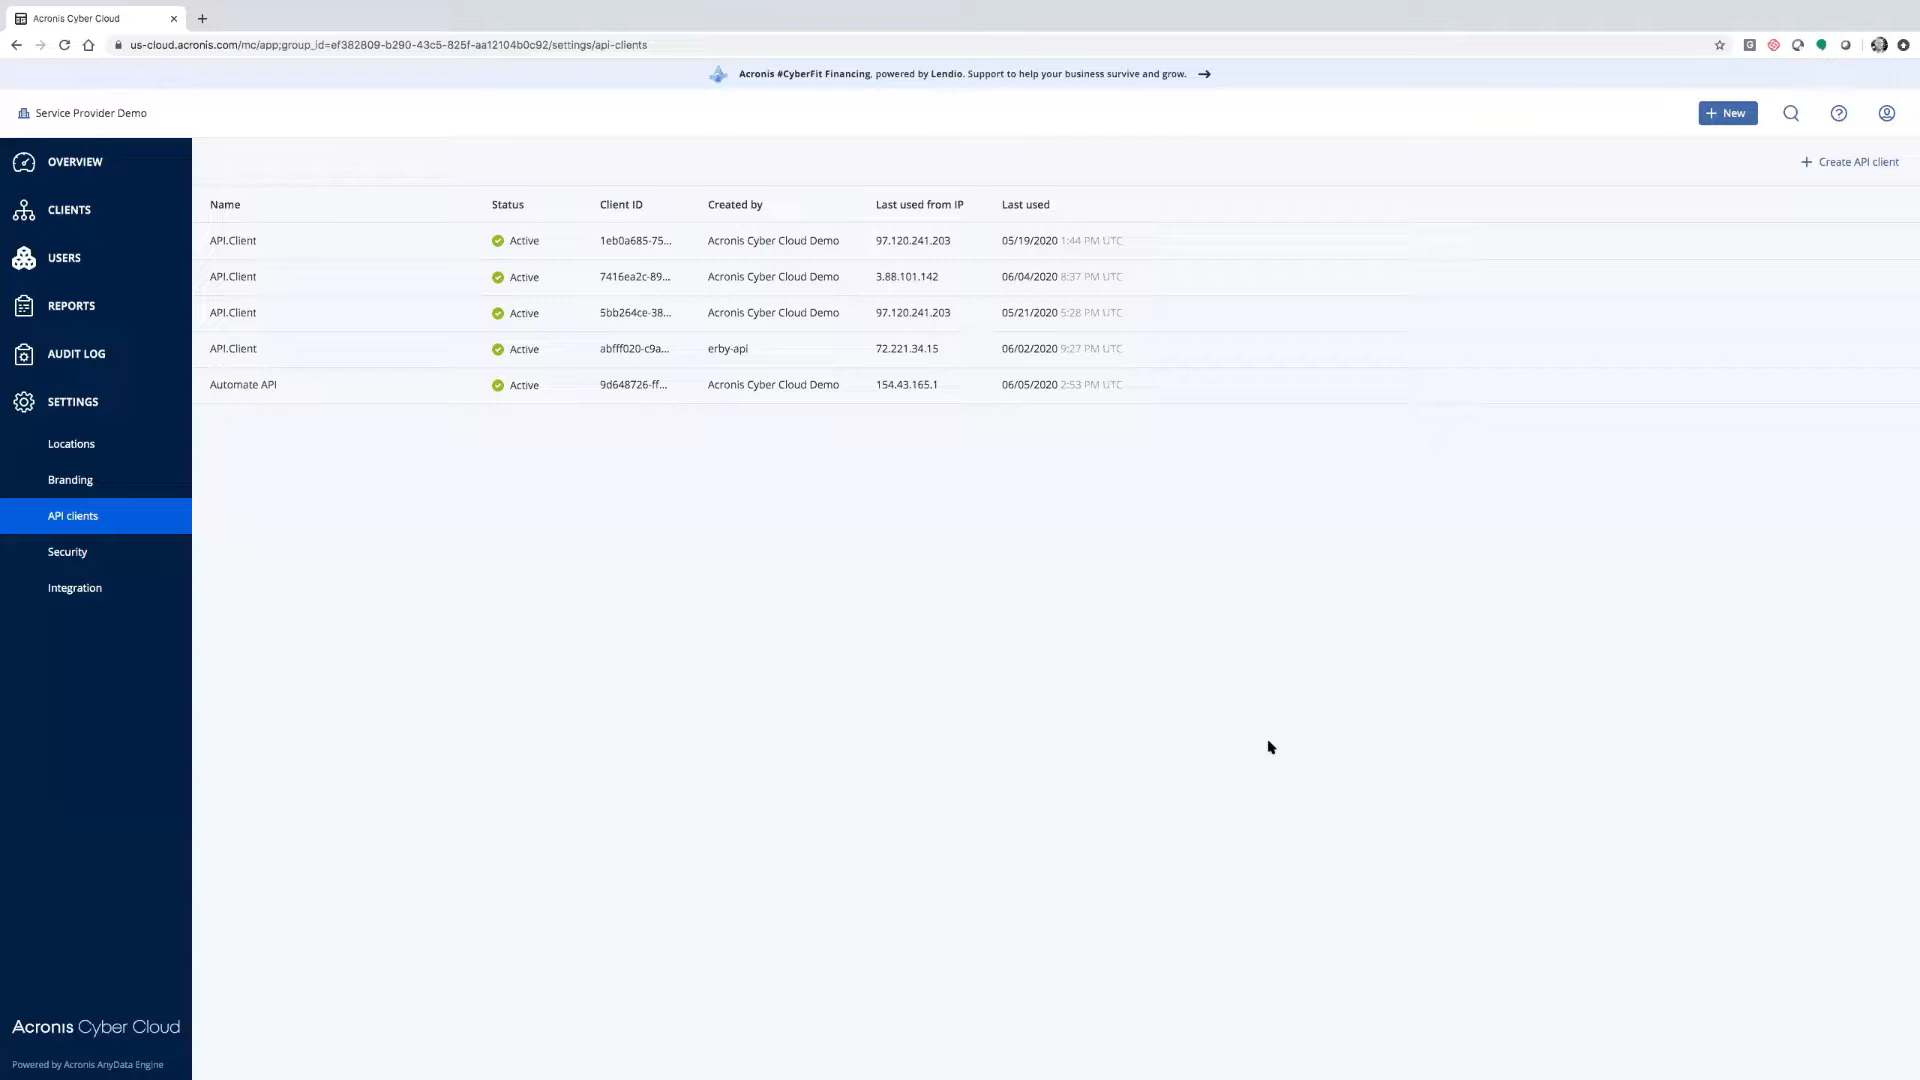 Acronis Cyber Cloud
us-cloud.acronis.com/mc/app;group_id=ef382809-b290-43c5-825f-aa12104b0c92/settings/api-clients
Acronis #CyberFit Financing, powered by Lendio. Support to help your business survive and grow.
Service Provider Demo
New
OVERVIEW
CLIENTS
USERS
REPORTS
AUDIT LOG
SETTINGS
Locations
Branding
API clients
Security
Integration
Create API client
Name Status Client ID Created by Last used from IP Last used
API.Client Active 1eb0a685-75... Acronis Cyber Cloud Demo 97.120.241.203 05/19/2020 1:44 PM UTC
API.Client Active 7416ea2c-89... Acronis Cyber Cloud Demo 3.88.101.142 06/04/2020 8:37 PM UTC
API.Client Active 5bb264ce-38... Acronis Cyber Cloud Demo 97.120.241.203 05/21/2020 5:28 PM UTC
API.Client Active abfff020-c9a... erby-api 72.221.34.15 06/02/2020 9:27 PM UTC
Automate API Active 9d648726-ff... Acronis Cyber Cloud Demo 154.43.165.1 06/05/2020 2:53 PM UTC
Acronis Cyber Cloud
Powered by Acronis AnyData Engine